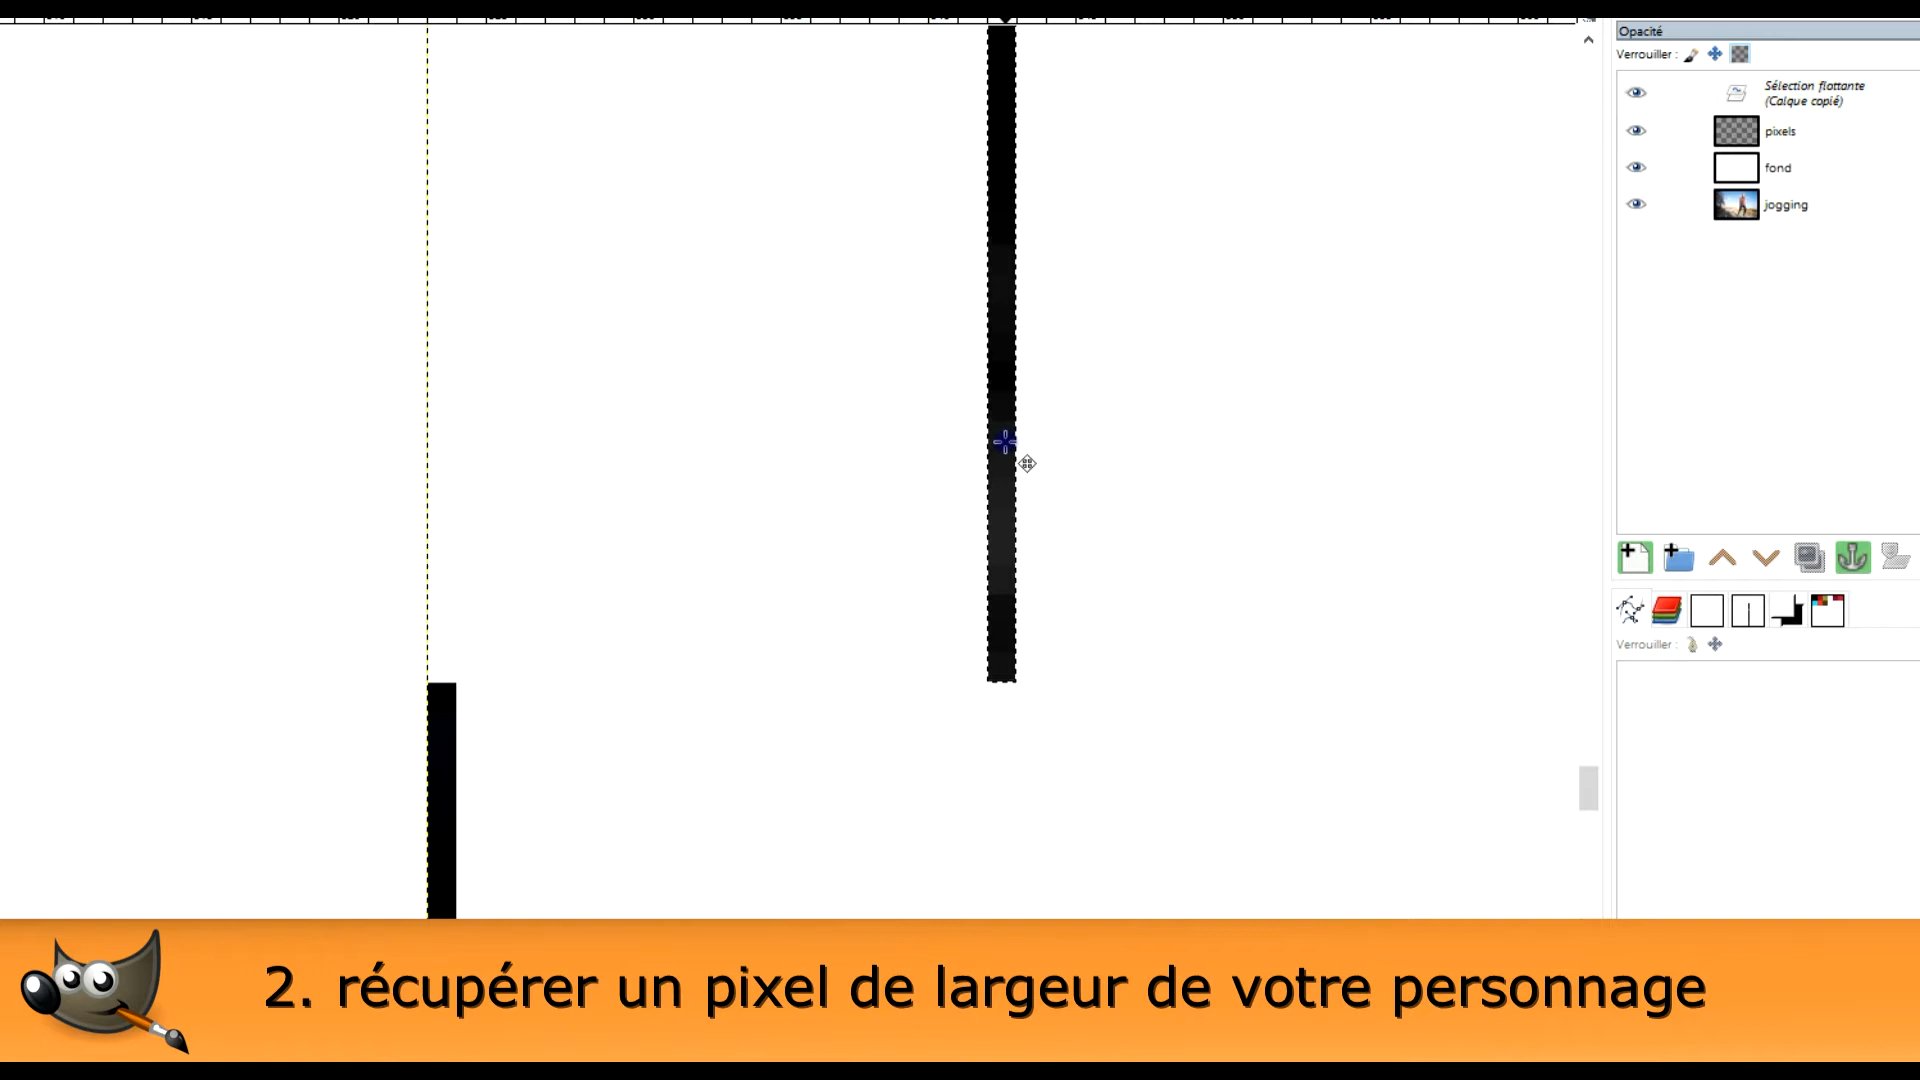 Opacité
Verrouiller :
Sélection flottante
(Calque copié)
pixels
fond
jogging
Verrouiller :
2. récupérer un pixel de largeur de votre personnage